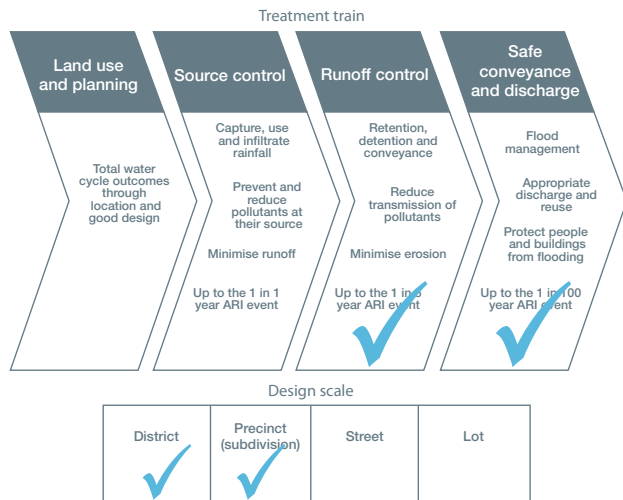 Treatment train
Land use
and planning
Total water
cycle outcomes
through
location and
good design
Source control
Capture, use
and infiltrate
rainfall
Prevent and
reduce
pollutants at
their source
Minimise runoff
Up to the 1 in 1
year ARI event
Runoff control
Retention,
detention and
conveyance
Reduce
transmission of
pollutants
Minimise erosion
Up to the 1 in
year ARI event
Safe
conveyance
and discharge
Flood
management
Appropriate
discharge and
reuse
Protect people
and buildings
from flooding
Up to the 1 in 100
year ARI event
Design scale
District
Precinct
(subdivision)
Street
Lot